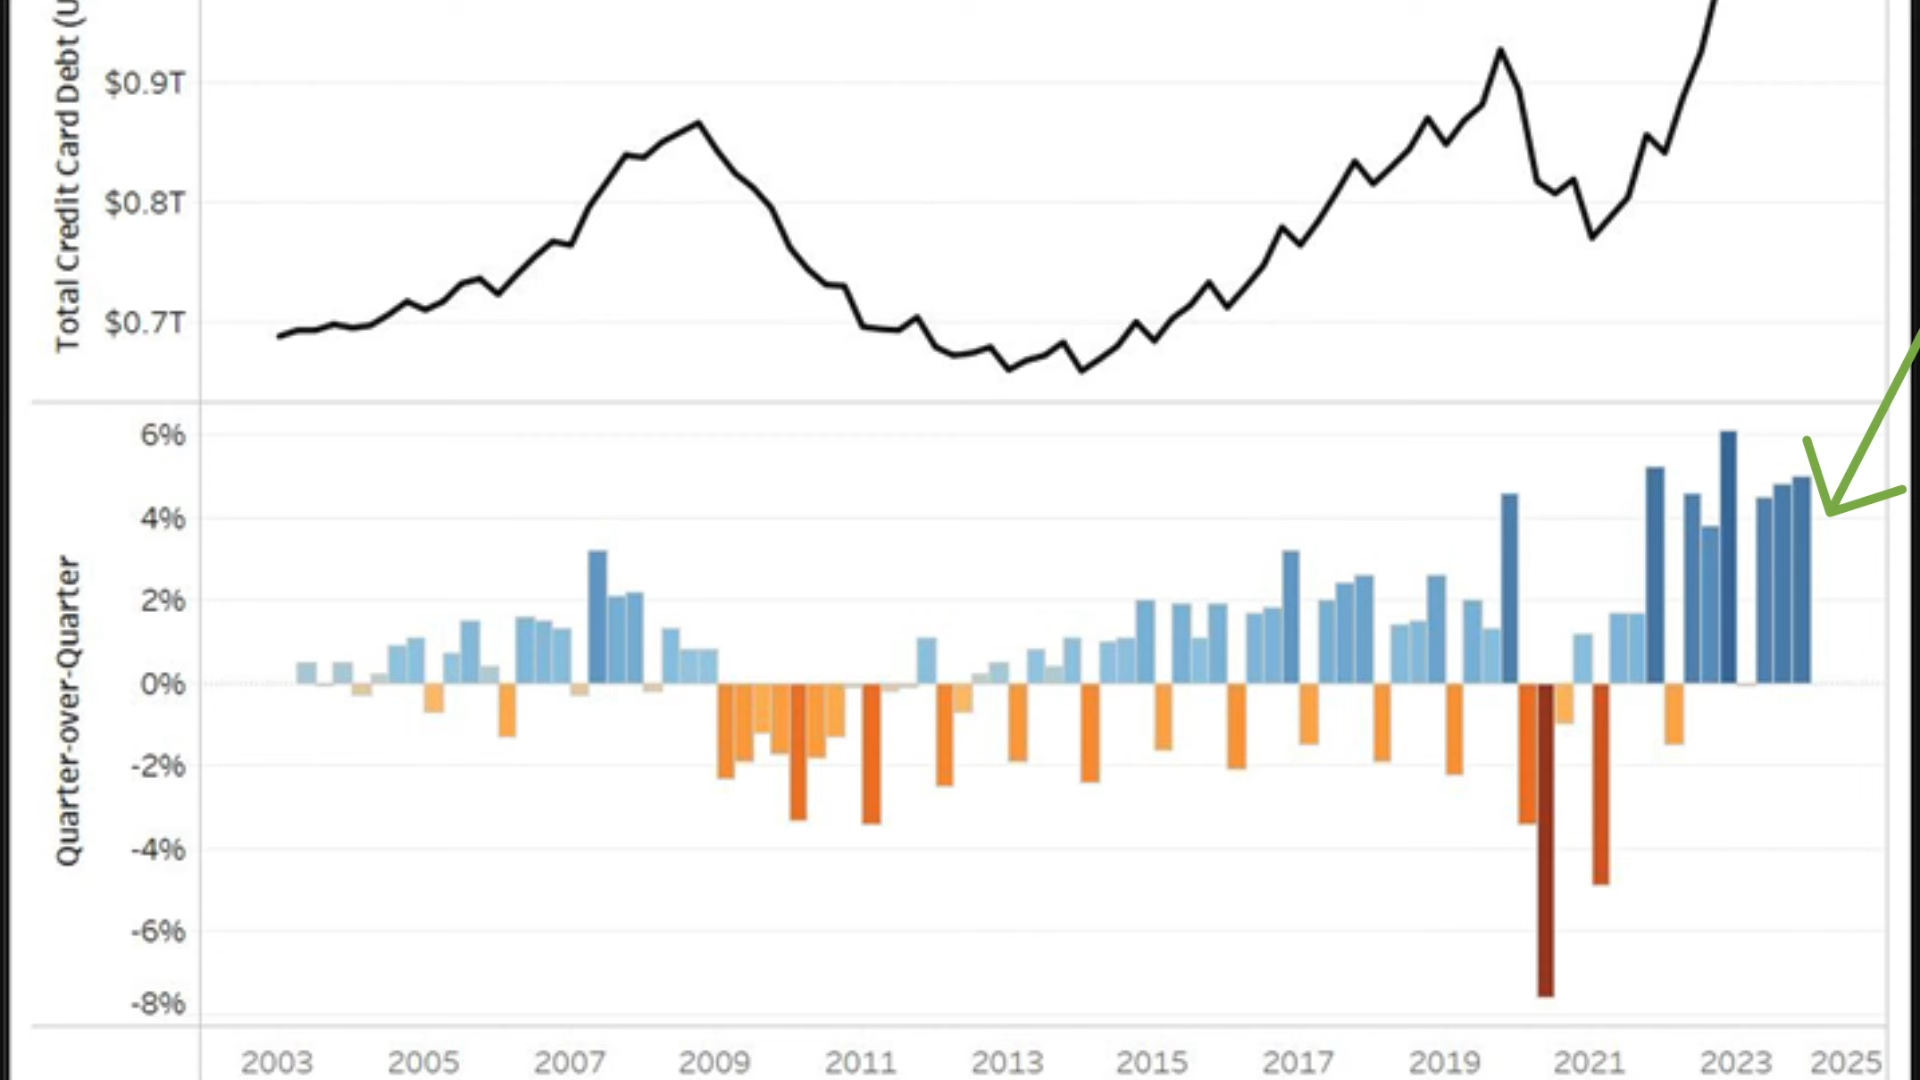 Total Credit Card Debt (U
$0.9T
$0.8T
$0.7T
Quarter-over-Quarter
6%
4%
2%
0%
-2%
-4%
-6%
-8%
2003 2005 2007 2009 2011 2013 2015 2017 2019 2021 2023 2025